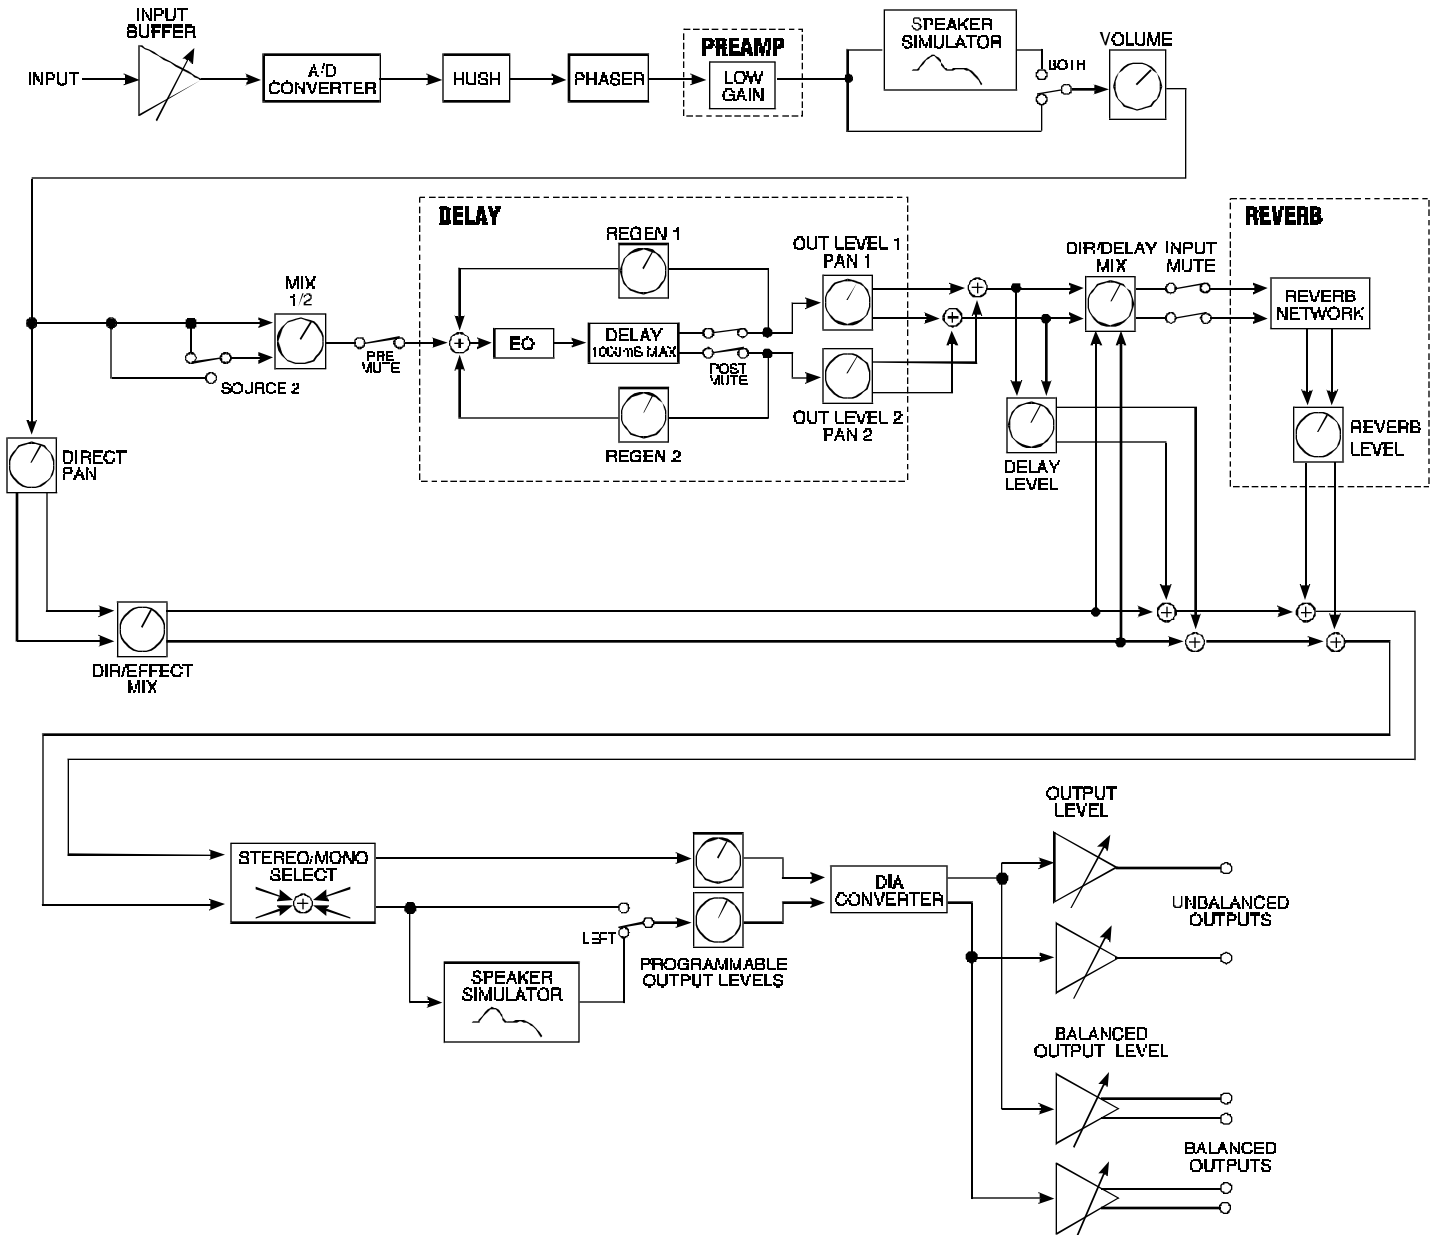 INPUT
BUFFER
INPUT
A/D
CONVERTER
HUSH
PHASER
PREAMP
LOW
GAIN
SPEAKER
SIMULATOR
BOTH
VOLUME
DELAY
REVERB
REGEN 1
OUT LEVEL 1
PAN 1
DIR/DELAY
MIX
INPUT
MUTE
MIX
1/2
PRE
MUTE
EQ
DELAY
1000mS MAX
POST
MUTE
REVERB
NETWORK
SOURCE 2
OUT LEVEL 2
PAN 2
REGEN 2
DIRECT
PAN
DELAY
LEVEL
REVERB
LEVEL
DIR/EFFECT
MIX
OUTPUT
LEVEL
STEREO/MONO
SELECT
D/A
CONVERTER
UNBALANCED
OUTPUTS
LEFT
PROGRAMMABLE
OUTPUT LEVELS
SPEAKER
SIMULATOR
BALANCED
OUTPUT LEVEL
BALANCED
OUTPUTS